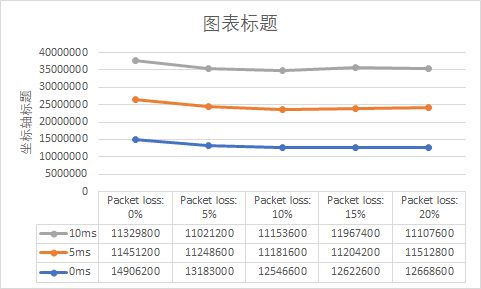 图表标题
坐标轴标题
40000000
35000000
30000000
25000000
20000000
15000000
10000000
5000000
0
Packet loss: 0% Packet loss: 5% Packet loss: 10% Packet loss: 15% Packet loss: 20%
10ms 11329800 11021200 11153600 11967400 11107600
5ms 11451200 11248600 11181600 11204200 11512800
0ms 14906200 13183000 12546600 12622600 12668600